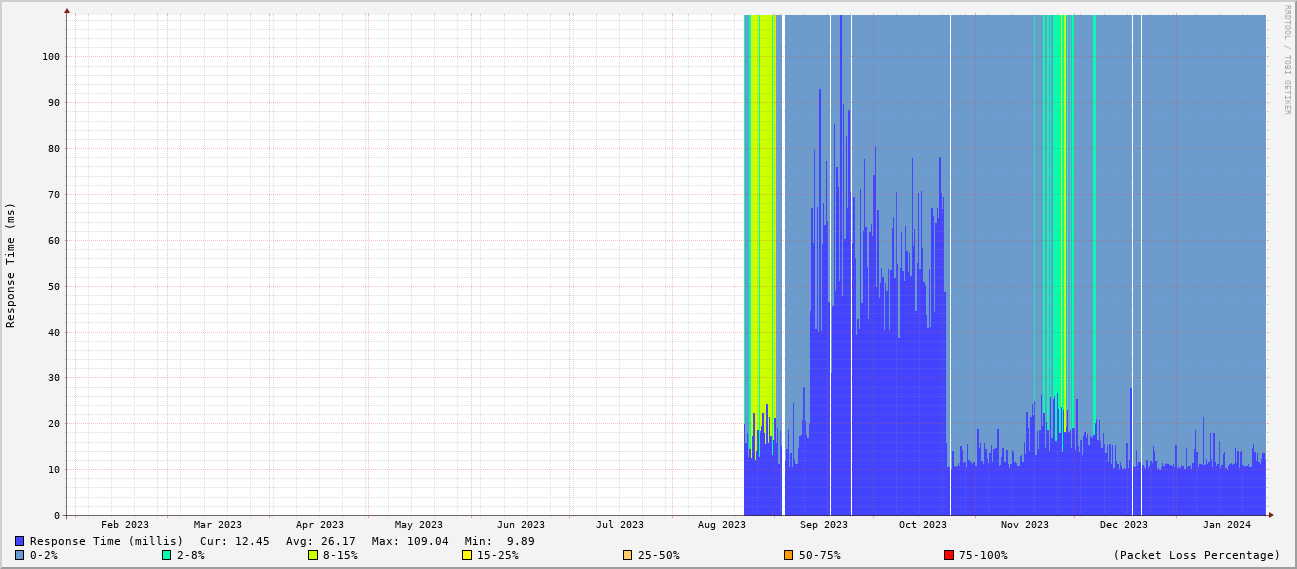 RRDTOOL / TOBI OETIKER
Response Time (ms)
100
90
80
70
60
50
40
30
20
10
0
Feb 2023 Mar 2023 Apr 2023 May 2023 Jun 2023 Jul 2023 Aug 2023 Sep 2023 Oct 2023 Nov 2023 Dec 2023 Jan 2024
Response Time (millis) Cur: 12.45 Avg: 26.17 Max: 109.04 Min: 9.89
0-2% 2-8% 8-15% 15-25% 25-50% 50-75% 75-100% (Packet Loss Percentage)